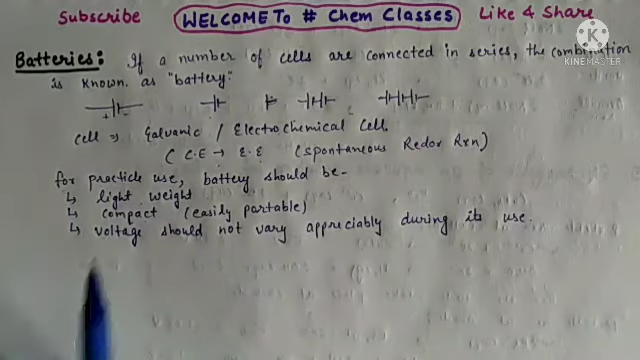 Subscribe WELCOME To # Chem Classes Like & Share
KINEMASTER
Batteries: If a number of cells are connected in series, the combination
is known as "battery"
+ -
Cell => Galvanic / Electrochemical Cell.
( C.E → E.E (Spontaneous Redox Rxn)
for practicle use, battery should be-
↳ light weight
↳ compact (easily partable)
↳ voltage should not vary appreciably during its use.